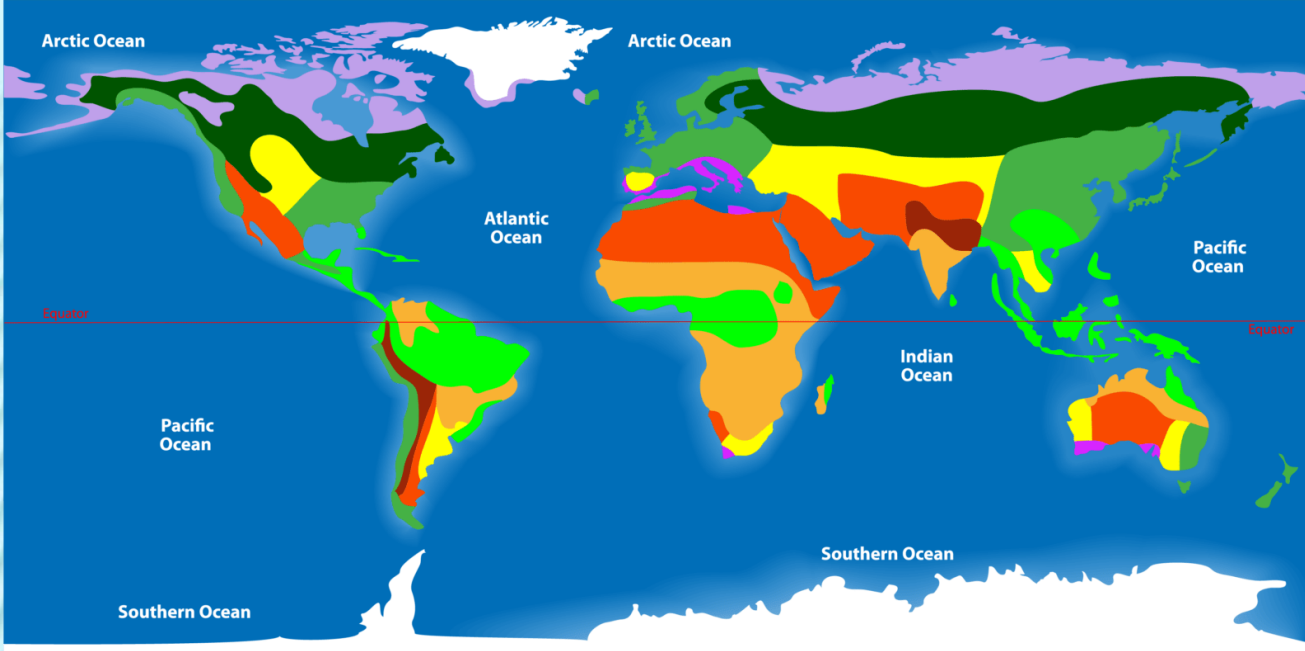 Arctic Ocean
Arctic Ocean
Atlantic
Ocean
Pacific
Ocean
Equator
Equator
Indian
Ocean
Pacific
Ocean
Southern Ocean
Southern Ocean